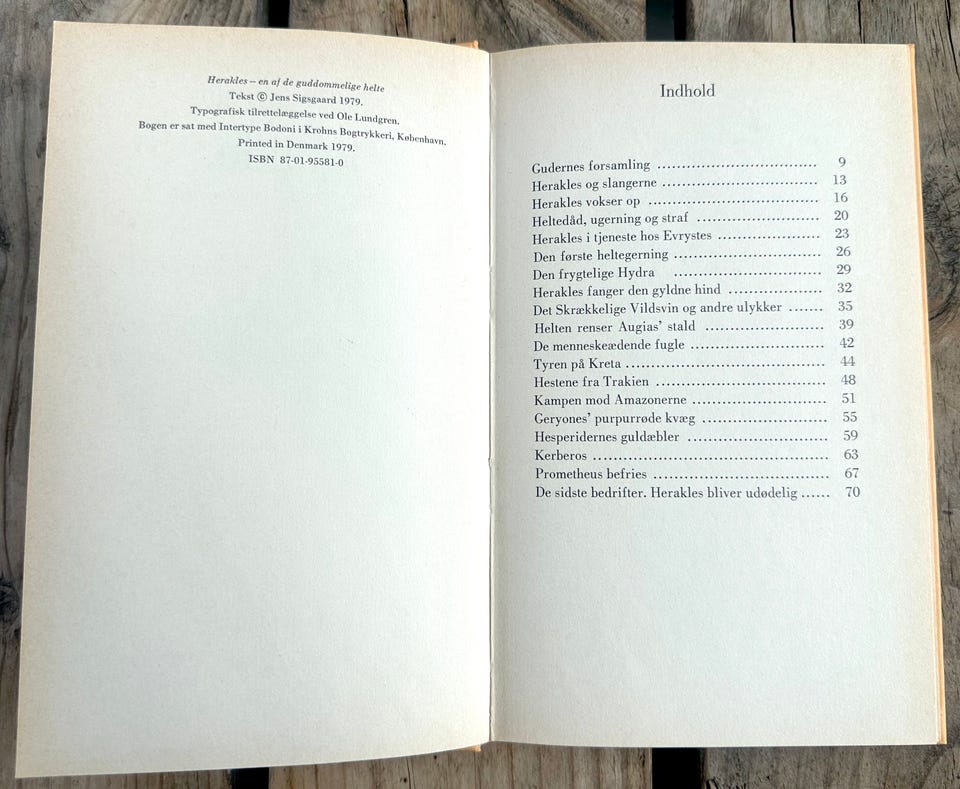 Herakles – en af de guddommelige helte
Tekst © Jens Sigsgaard 1979.
Typografisk tilrettelæggelse ved Ole Lundgren.
Bogen er sat med Intertype Bodoni i Krohns Bogtrykkeri, København.
Printed in Denmark 1979.
ISBN 87-01-95581-0
Indhold
Gudernes forsamling ................................ 9
Herakles og slangerne ............................... 13
Herakles vokser op .................................. 16
Heltedåd, ugerning og straf ........................ 20
Herakles i tjeneste hos Evrystes .................... 23
Den første heltegerning ............................. 26
Den frygtelige Hydra ............................. 29
Herakles fanger den gyldne hind ................... 32
Det Skrækkelige Vildsvin og andre ulykker ....... 35
Helten renser Augias’ stald ........................ 39
De menneskeædende fugle ........................... 42
Tyren på Kreta ....................................... 44
Hestene fra Trakien .................................. 48
Kampen mod Amazonerne ........................... 51
Geryones’ purpurrøde kvæg ......................... 55
Hesperidernes guldæbler ............................ 59
Kerberos .............................................. 63
Prometheus befries ................................... 67
De sidste bedrifter. Herakles bliver udødelig ...... 70